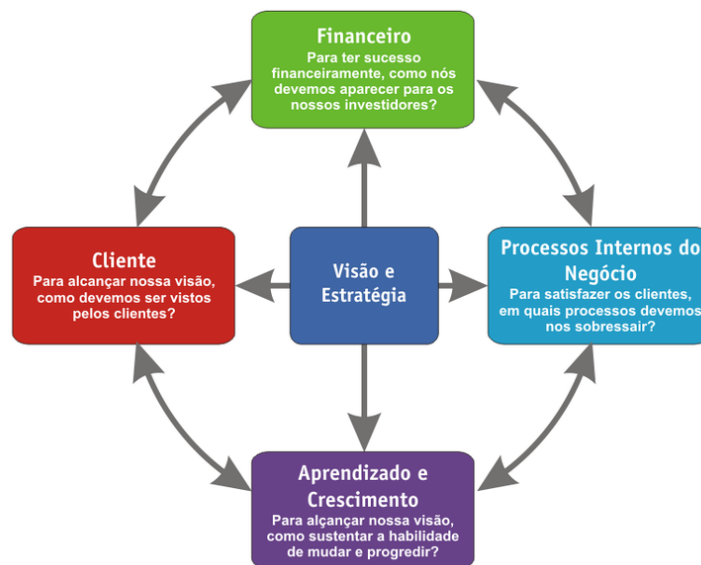 Financeiro
Para ter sucesso
financeiramente, como nós
devemos aparecer para os
nossos investidores?
Cliente
Para alcançar nossa visão,
como devemos ser vistos
pelos clientes?
Visão e
Estratégia
Processos Internos do
Negócio
Para satisfazer os clientes,
em quais processos devemos
nos sobressair?
Aprendizado e
Crescimento
Para alçançar nossa visão,
como sustentar a habilidade
de mudar e progredir?